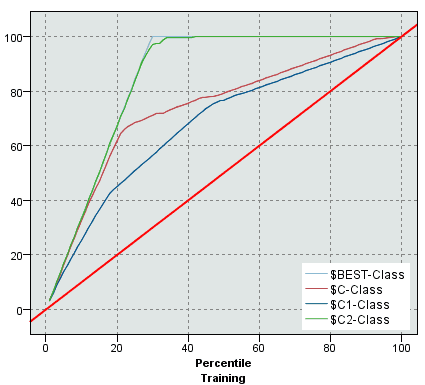 100
80
60
40
20
0
$BEST-Class
$C-Class
$C1-Class
$C2-Class
0 20 40 60 80 100
Percentile
Training